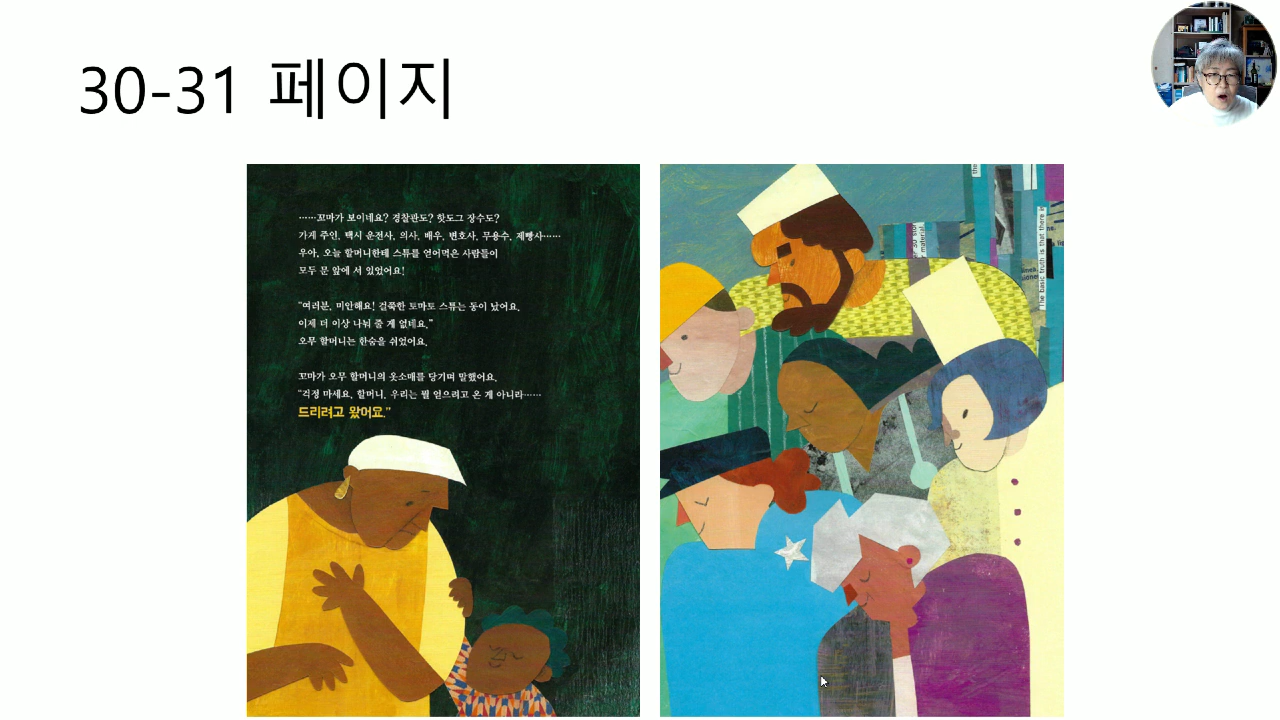 30-31 페이지
……꼬마가 보이네요? 경찰관도? 핫도그 장수도?
가게 주인, 택시 운전사, 의사, 배우, 변호사, 무용수, 제빵사……
우아, 오늘 할머니한테 스튜를 얻어먹은 사람들이
모두 문 앞에 서 있었어요!
"여러분, 미안해요! 걸쭉한 토마토 스튜는 동이 났어요.
이제 더 이상 나눠 줄 게 없네요."
오무 할머니는 한숨을 쉬었어요.
꼬마가 오무 할머니의 옷소매를 당기며 말했어요.
"걱정 마세요, 할머니. 우리는 뭘 얻으려고 온 게 아니라……
드리려고 왔어요."
The basic truth is that there is
material,